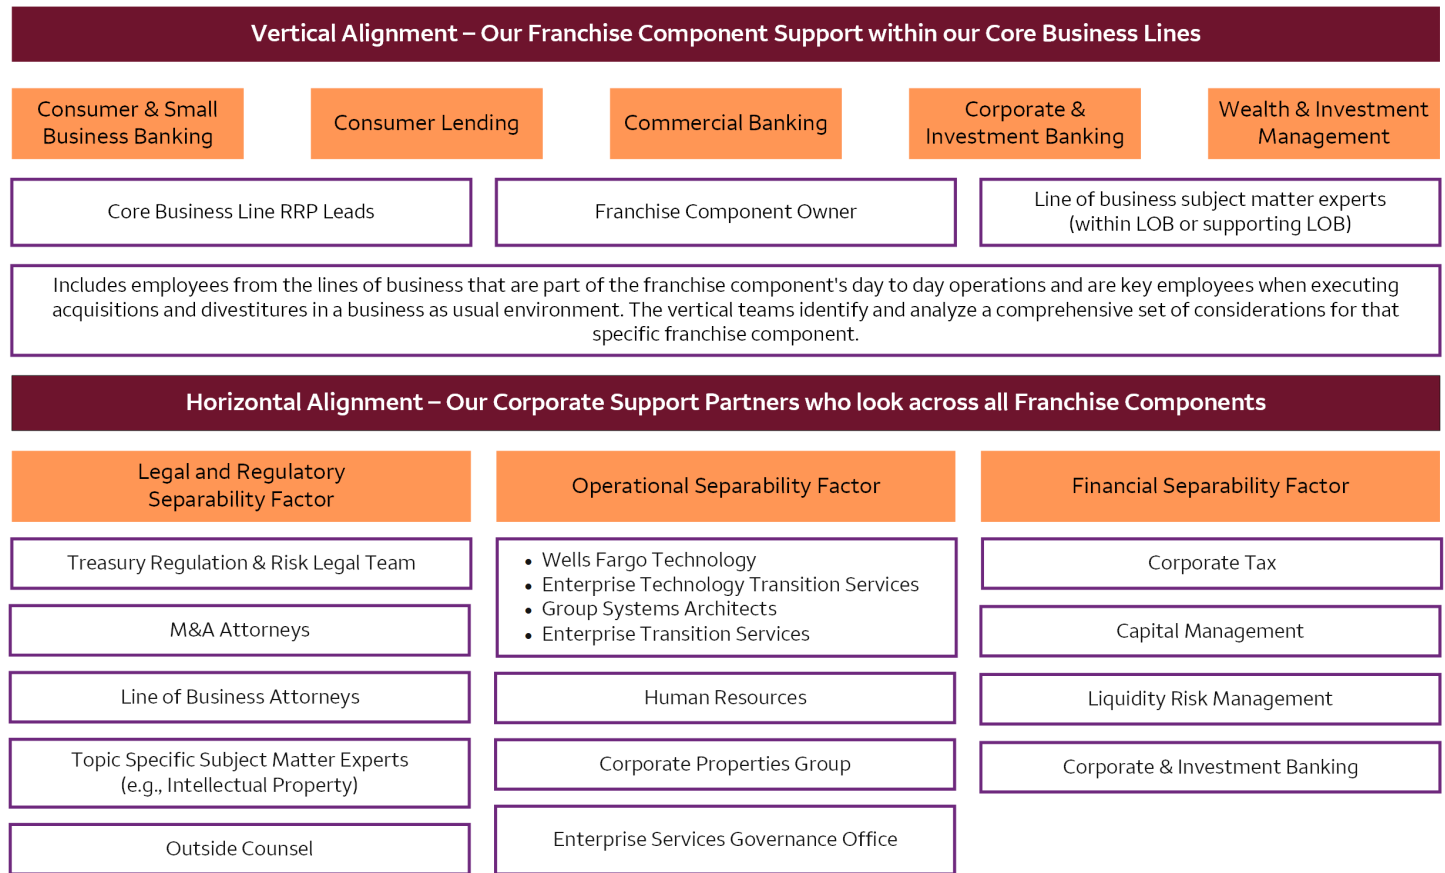 Vertical Alignment – Our Franchise Component Support within our Core Business Lines
Consumer & Small
Business Banking
Consumer Lending
Commercial Banking
Corporate &
Investment Banking
Wealth & Investment
Management
Core Business Line RRP Leads
Franchise Component Owner
Line of business subject matter experts
(within LOB or supporting LOB)
Includes employees from the lines of business that are part of the franchise component's day to day operations and are key employees when executing
acquisitions and divestitures in a business as usual environment. The vertical teams identify and analyze a comprehensive set of considerations for that
specific franchise component.
Horizontal Alignment – Our Corporate Support Partners who look across all Franchise Components
Legal and Regulatory
Separability Factor
Treasury Regulation & Risk Legal Team
M&A Attorneys
Line of Business Attorneys
Topic Specific Subject Matter Experts
(e.g., Intellectual Property)
Outside Counsel
Operational Separability Factor
• Wells Fargo Technology
• Enterprise Technology Transition Services
• Group Systems Architects
• Enterprise Transition Services
Human Resources
Corporate Properties Group
Enterprise Services Governance Office
Financial Separability Factor
Corporate Tax
Capital Management
Liquidity Risk Management
Corporate & Investment Banking